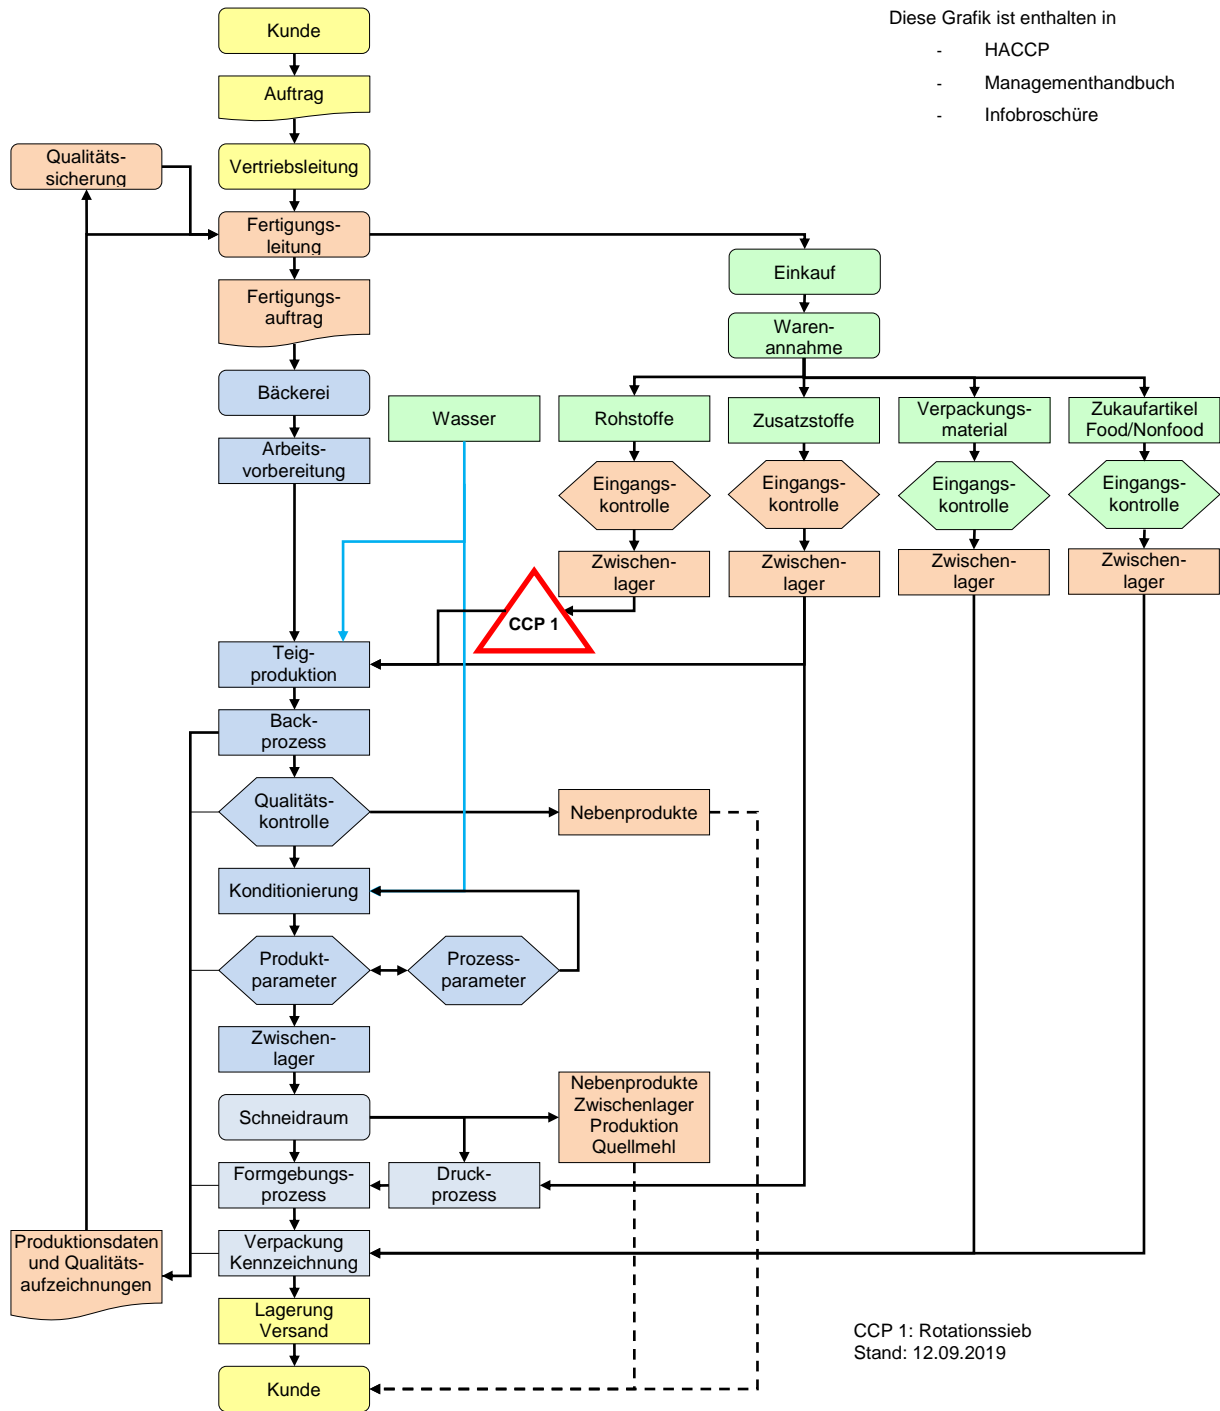 Kunde
Diese Grafik ist enthalten in
- HACCP
- Managementhandbuch
- Infobroschüre
Auftrag
Qualitäts-
sicherung
Vertriebsleitung
Fertigungs-
leitung
Einkauf
Fertigungs-
auftrag
Waren-
annahme
Bäckerei
Wasser
Rohstoffe
Zusatzstoffe
Verpackungs-
material
Zukaufartikel
Food/Nonfood
Arbeits-
vorbereitung
Eingangs-
kontrolle
Eingangs-
kontrolle
Eingangs-
kontrolle
Eingangs-
kontrolle
Zwischen-
lager
Zwischen-
lager
Zwischen-
lager
Zwischen-
lager
CCP 1
Teig-
produktion
Back-
prozess
Qualitäts-
kontrolle
Nebenprodukte
Konditionierung
Produkt-
parameter
Prozess-
parameter
Zwischen-
lager
Schneidraum
Nebenprodukte
Zwischenlager
Produktion
Quellmehl
Formgebungs-
prozess
Druck-
prozess
Produktionsdaten
und Qualitäts-
aufzeichnungen
Verpackung
Kennzeichnung
Lagerung
Versand
CCP 1: Rotationssieb
Stand: 12.09.2019
Kunde